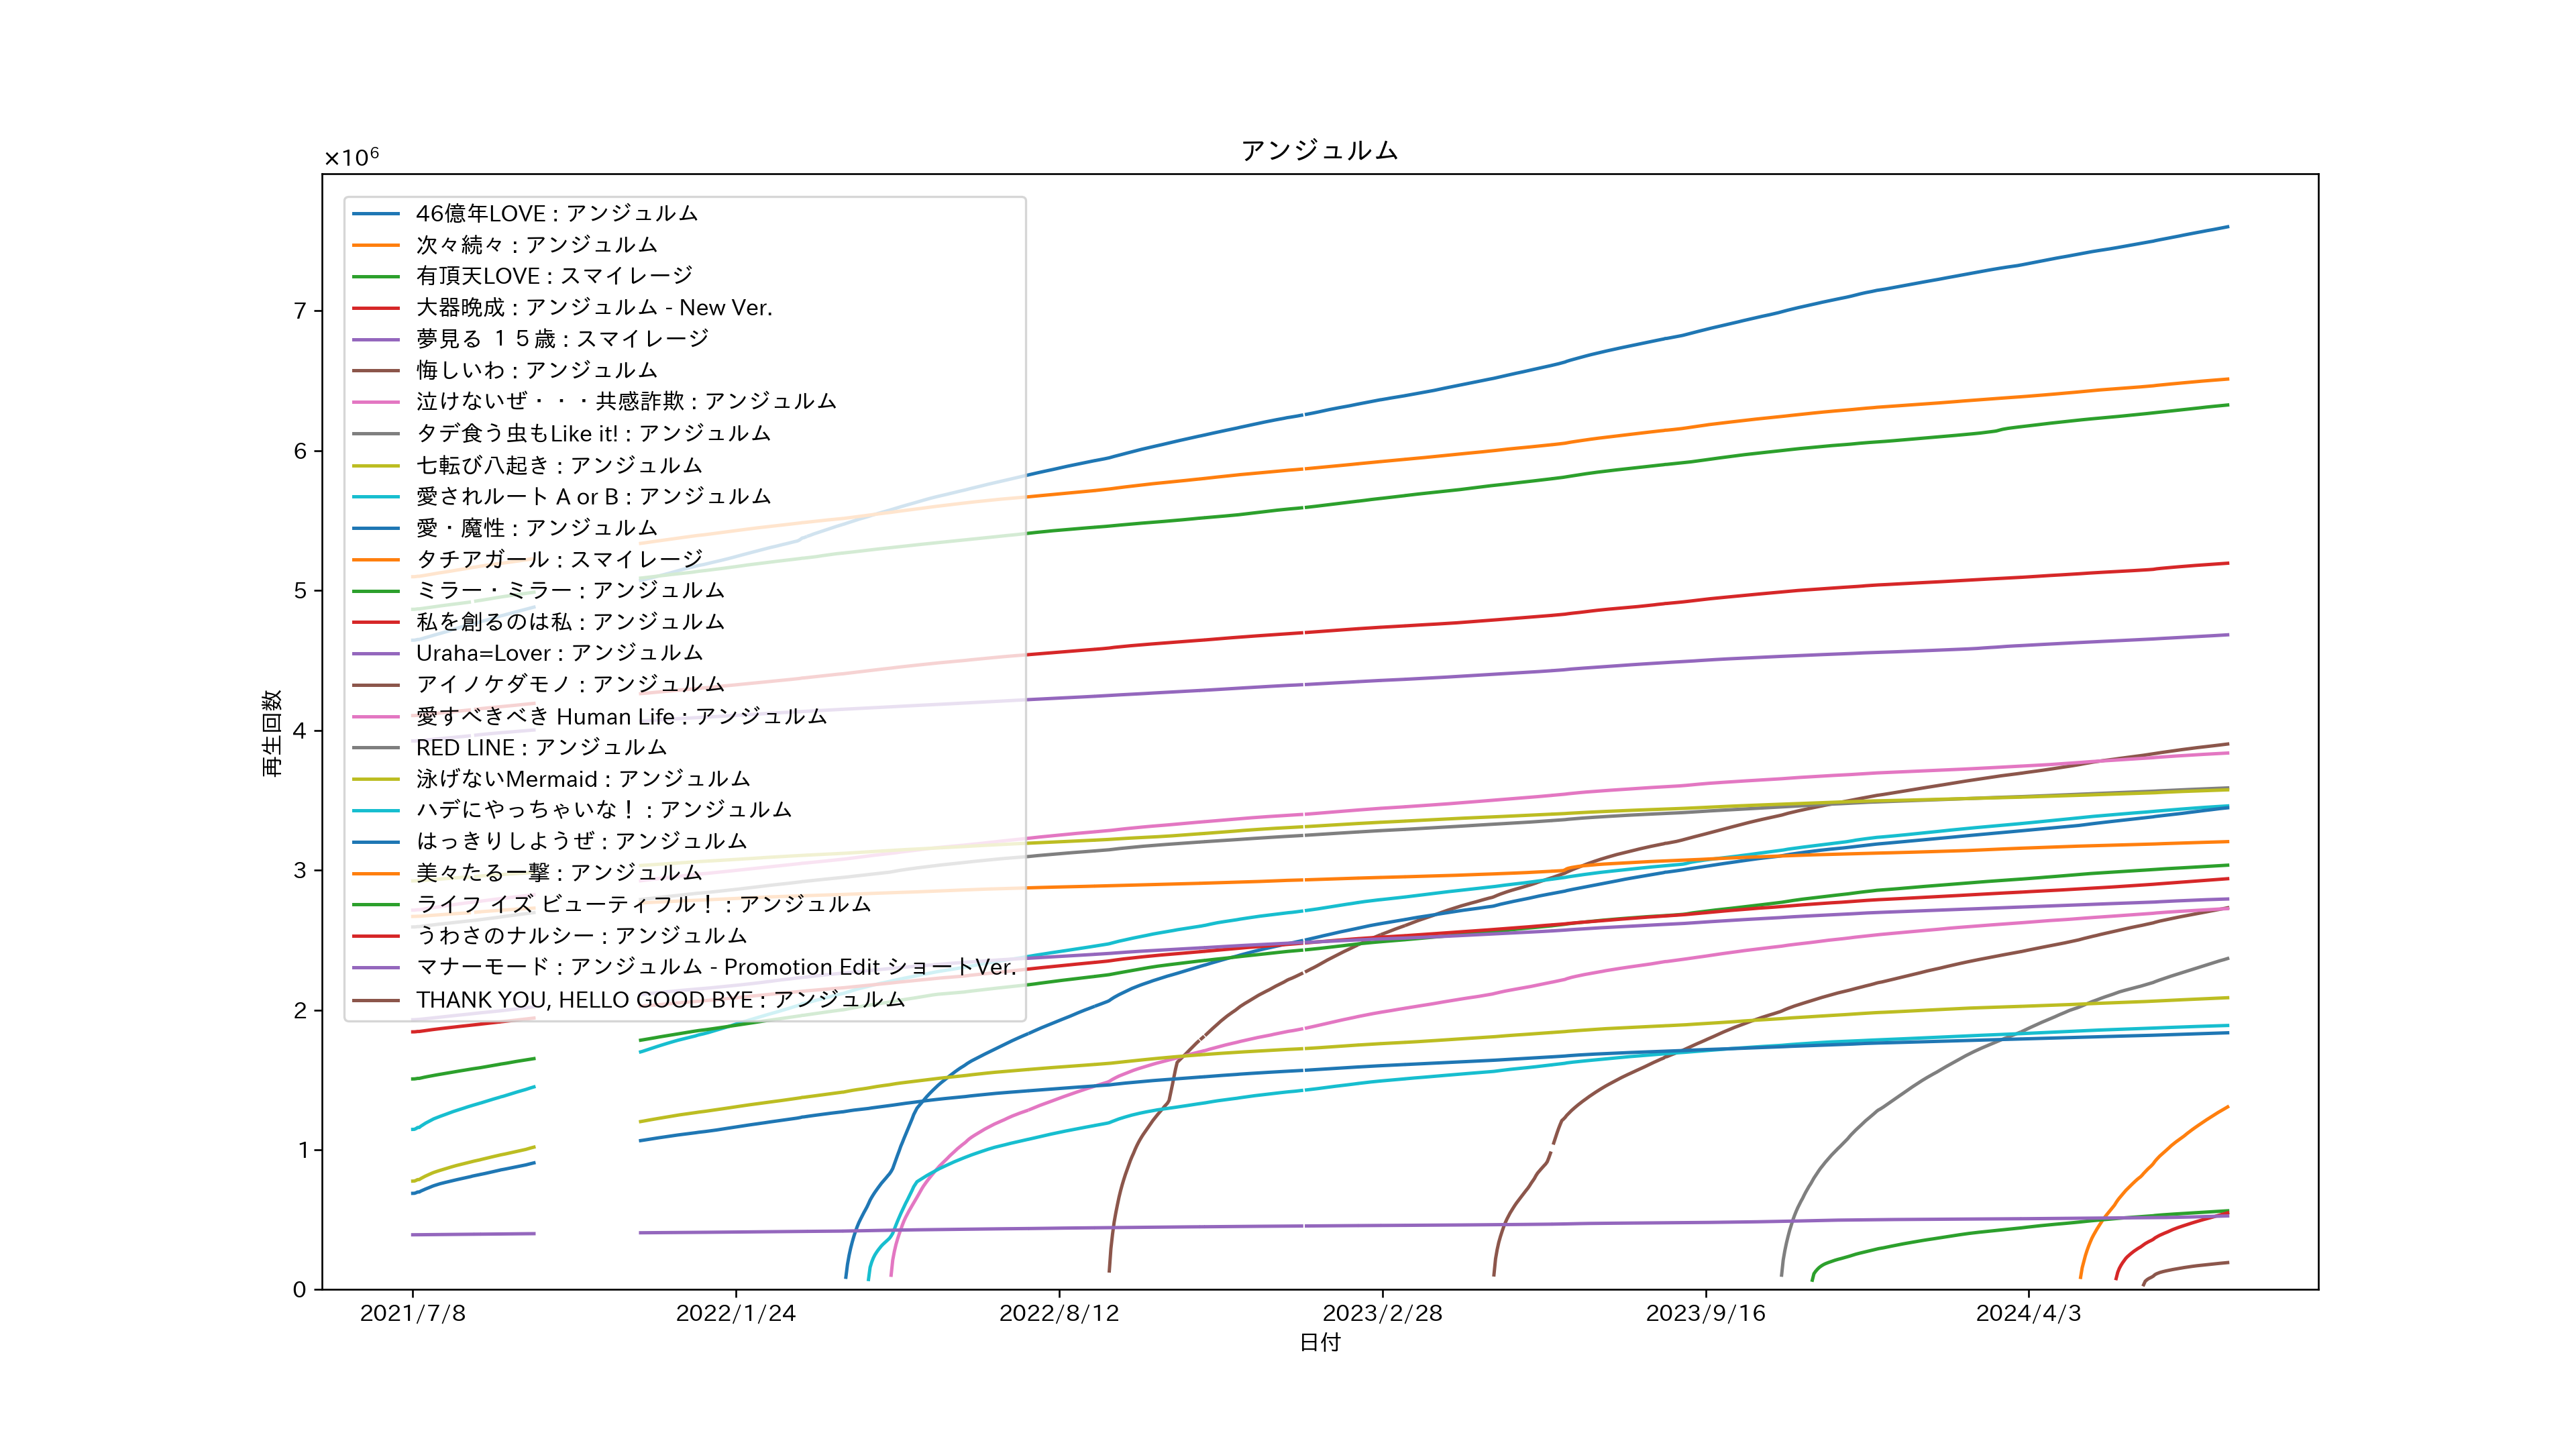 アンジュルム
×10⁶
46億年LOVE : アンジュルム
次々続々 : アンジュルム
有頂天LOVE : スマイレージ
大器晩成 : アンジュルム - New Ver.
夢見る １５歳 : スマイレージ
悔しいわ : アンジュルム
泣けないぜ・・・共感詐欺 : アンジュルム
タデ食う虫もLike it! : アンジュルム
七転び八起き : アンジュルム
愛されルート A or B : アンジュルム
愛・魔性 : アンジュルム
タチアガール : スマイレージ
ミラー・ミラー : アンジュルム
私を創るのは私 : アンジュルム
Uraha=Lover : アンジュルム
アイノケダモノ : アンジュルム
愛すべきべき Human Life : アンジュルム
RED LINE : アンジュルム
泳げないMermaid : アンジュルム
ハデにやっちゃいな！ : アンジュルム
はっきりしようぜ : アンジュルム
美々たる一撃 : アンジュルム
ライフ イズ ビューティフル！ : アンジュルム
うわさのナルシー : アンジュルム
マナーモード : アンジュルム - Promotion Edit ショートVer.
THANK YOU, HELLO GOOD BYE : アンジュルム
再生回数
7
6
5
4
3
2
1
0
2021/7/8
2022/1/24
2022/8/12
2023/2/28
2023/9/16
2024/4/3
日付